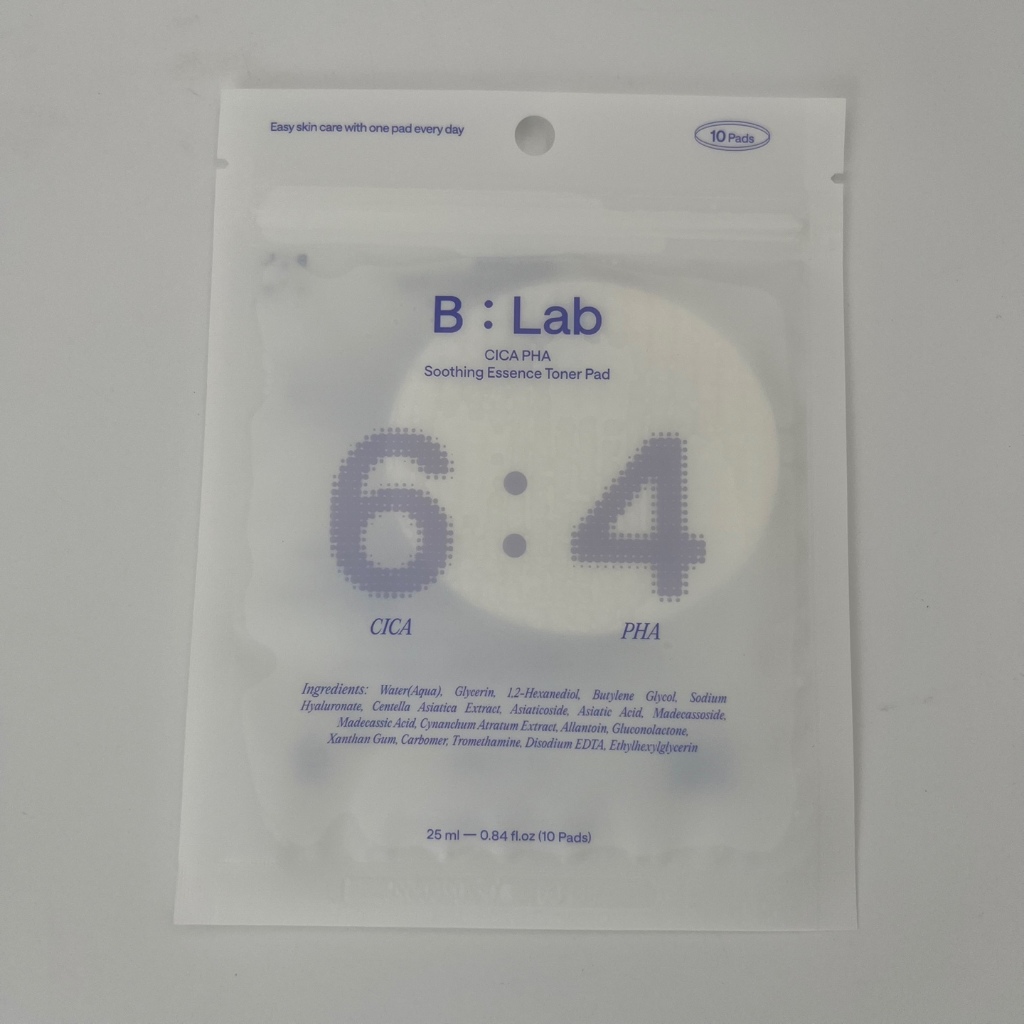 Easy skin care with one pad every day
10 Pads
B : Lab
CICA PHA
Soothing Essence Toner Pad
6 : 4
CICA PHA
Ingredients: Water(Aqua), Glycerin, 1,2-Hexanediol, Butylene Glycol, Sodium
Hyaluronate, Centella Asiatica Extract, Asiaticoside, Asiatic Acid, Madecassoside,
Madecassic Acid, Cynanchum Atratum Extract, Allantoin, Gluconolactone,
Xanthan Gum, Carbomer, Tromethamine, Disodium EDTA, Ethylhexylglycerin
25 ml — 0.84 fl.oz (10 Pads)